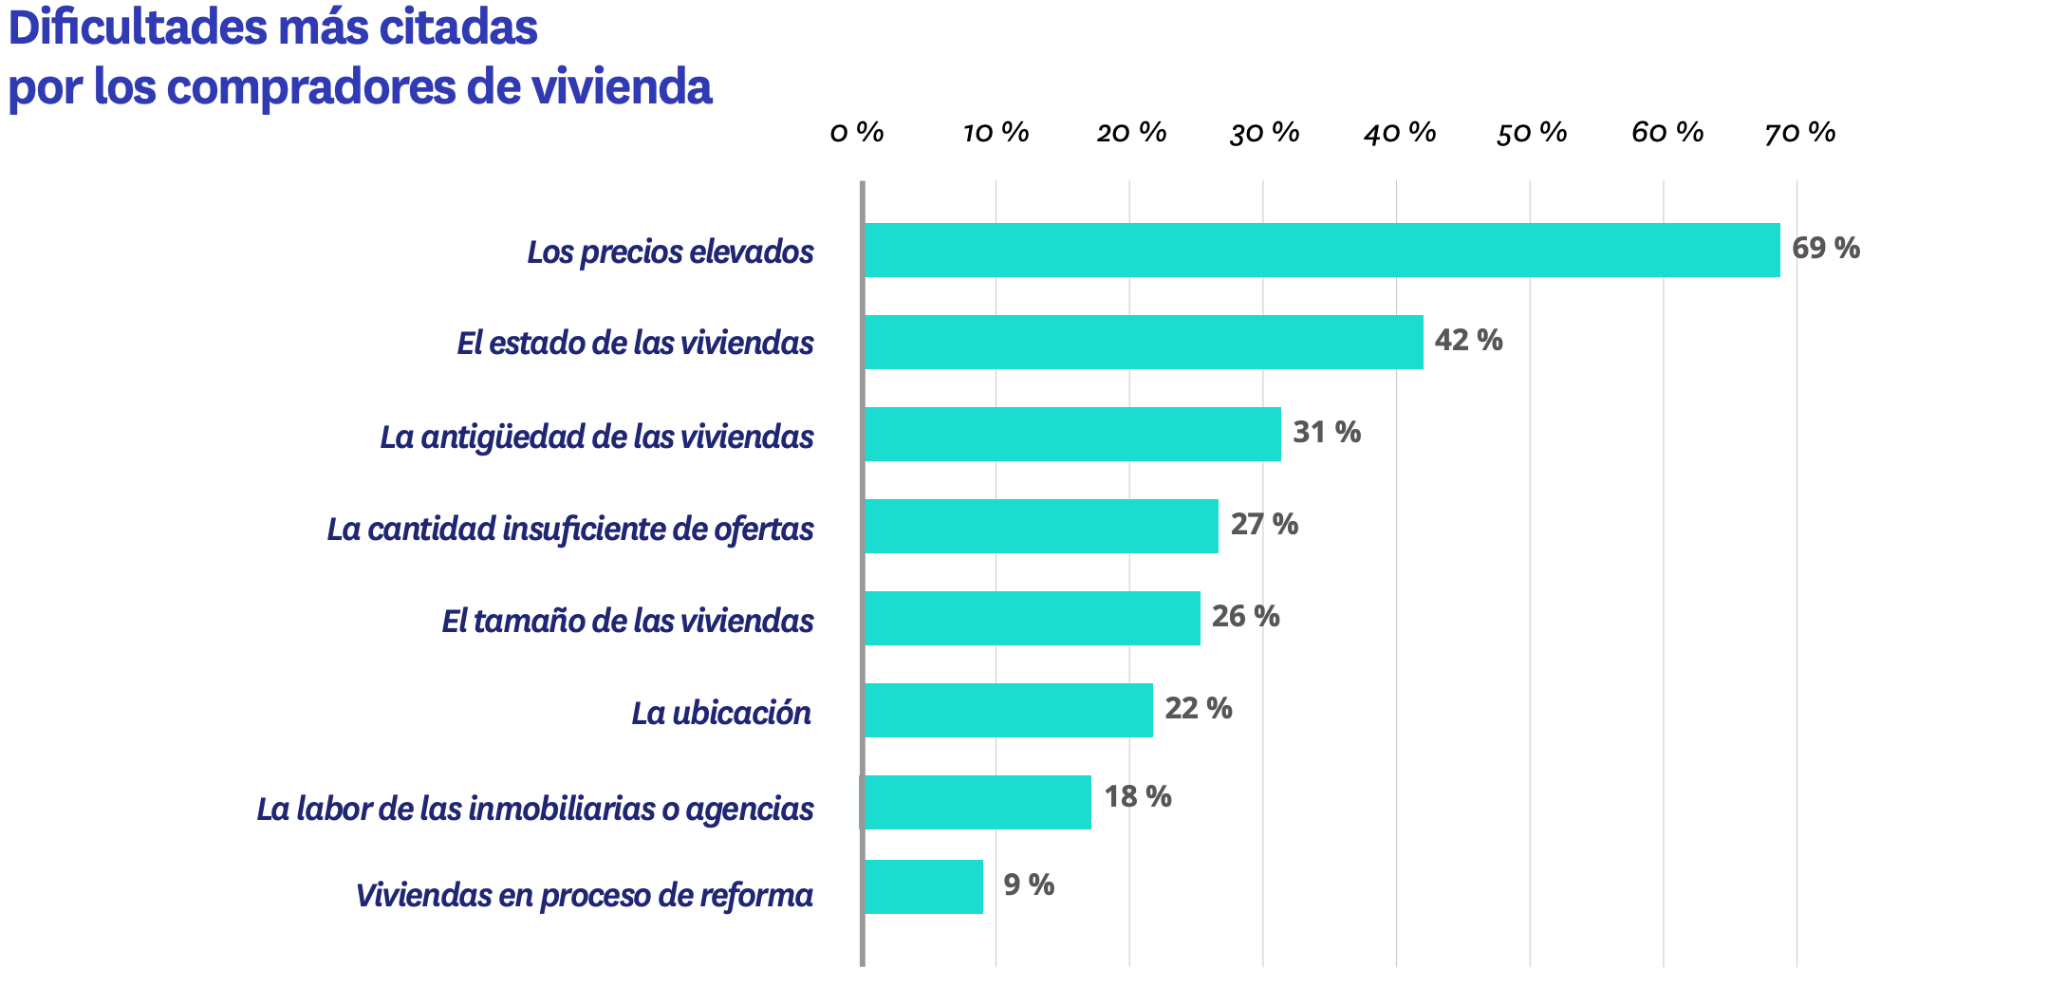 Dificultades más citadas
por los compradores de vivienda
0 % 10 % 20 % 30 % 40 % 50 % 60 % 70 %
Los precios elevados 69 %
El estado de las viviendas 42 %
La antigüedad de las viviendas 31 %
La cantidad insuficiente de ofertas 27 %
El tamaño de las viviendas 26 %
La ubicación 22 %
La labor de las inmobiliarias o agencias 18 %
Viviendas en proceso de reforma 9 %